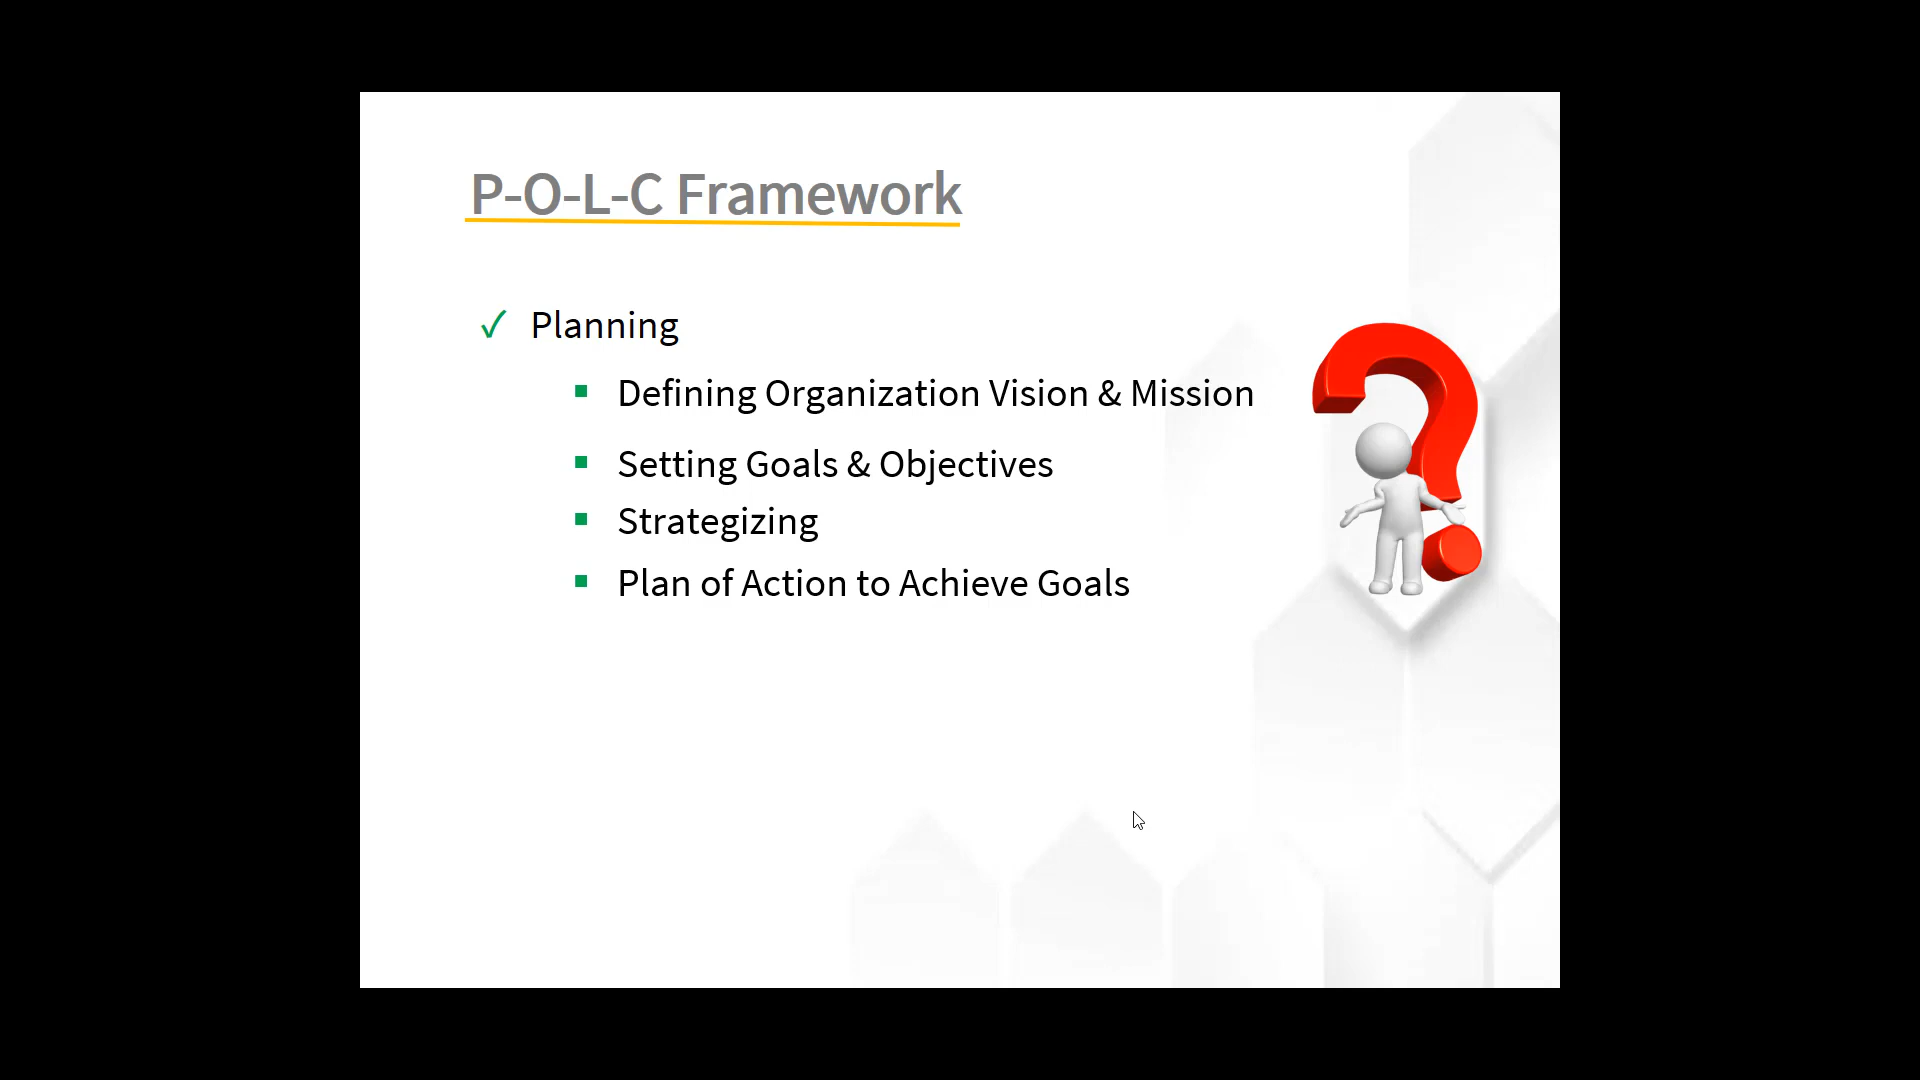 P-O-L-C Framework
✓ Planning
▪ Defining Organization Vision & Mission
▪ Setting Goals & Objectives
▪ Strategizing
▪ Plan of Action to Achieve Goals